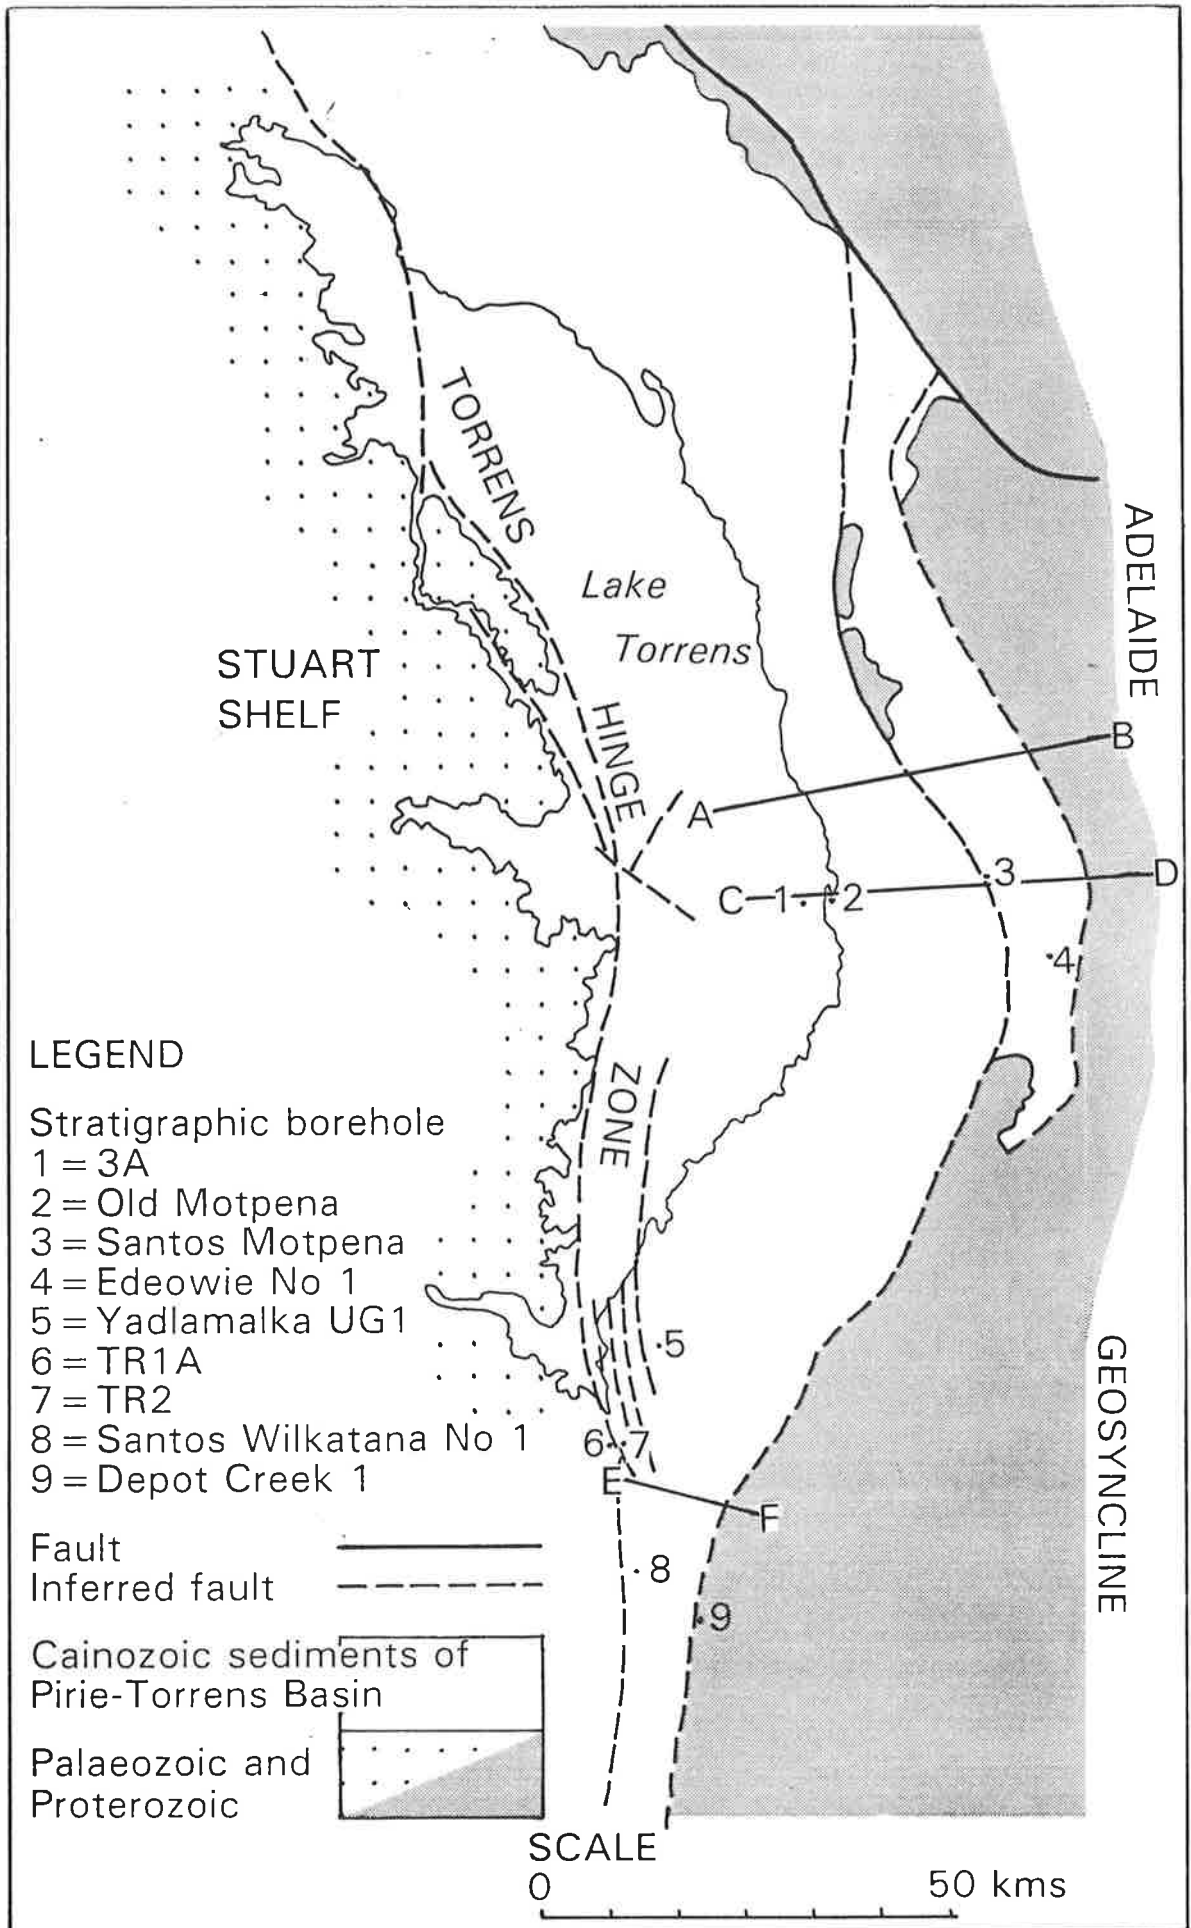 TORRENS
HINGE
ZONE
Lake
Torrens
STUART
SHELF
ADELAIDE
GEOSYNCLINE
A
B
C
1
2
3
D
4
5
6
7
E
F
8
9
LEGEND
Stratigraphic borehole
1 = 3A
2 = Old Motpena
3 = Santos Motpena
4 = Edeowie No 1
5 = Yadlamalka UG1
6 = TR1A
7 = TR2
8 = Santos Wilkatana No 1
9 = Depot Creek 1
Fault
Inferred fault
Cainozoic sediments of
Pirie-Torrens Basin
Palaeozoic and
Proterozoic
SCALE
0
50 kms